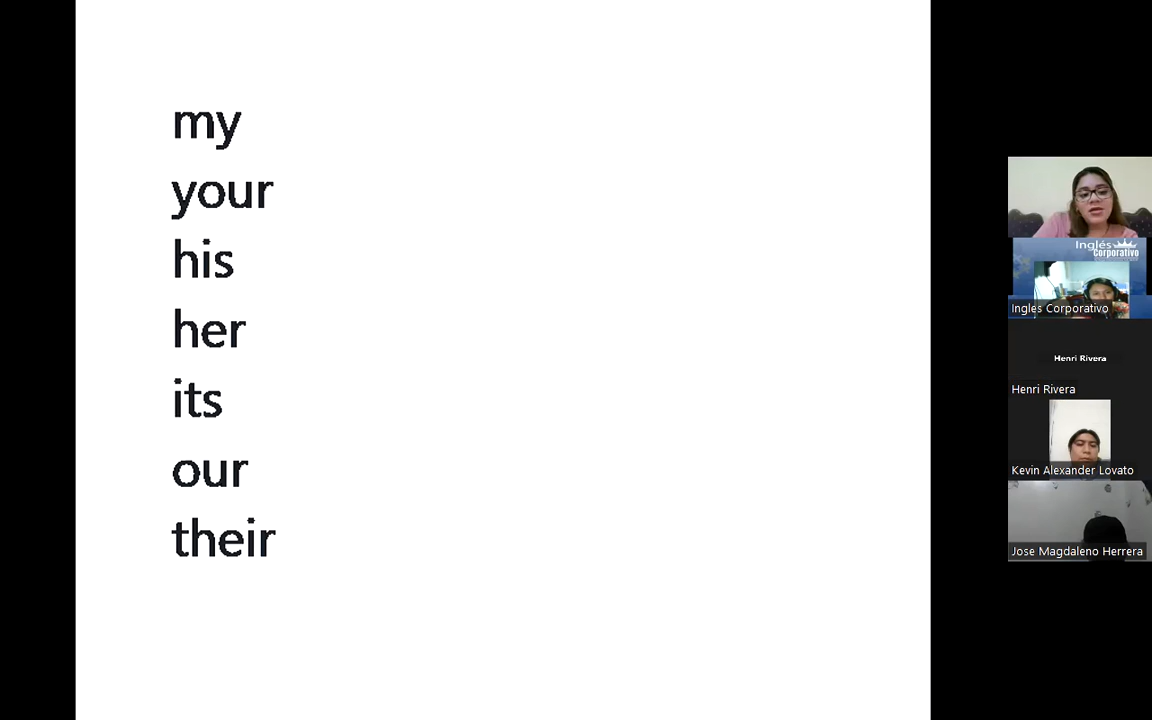 my
your
his
her
its
our
their
Inglés
Corporativo
Ingles Corporativo
Henri Rivera
Henri Rivera
Kevin Alexander Lovato
Jose Magdaleno Herrera